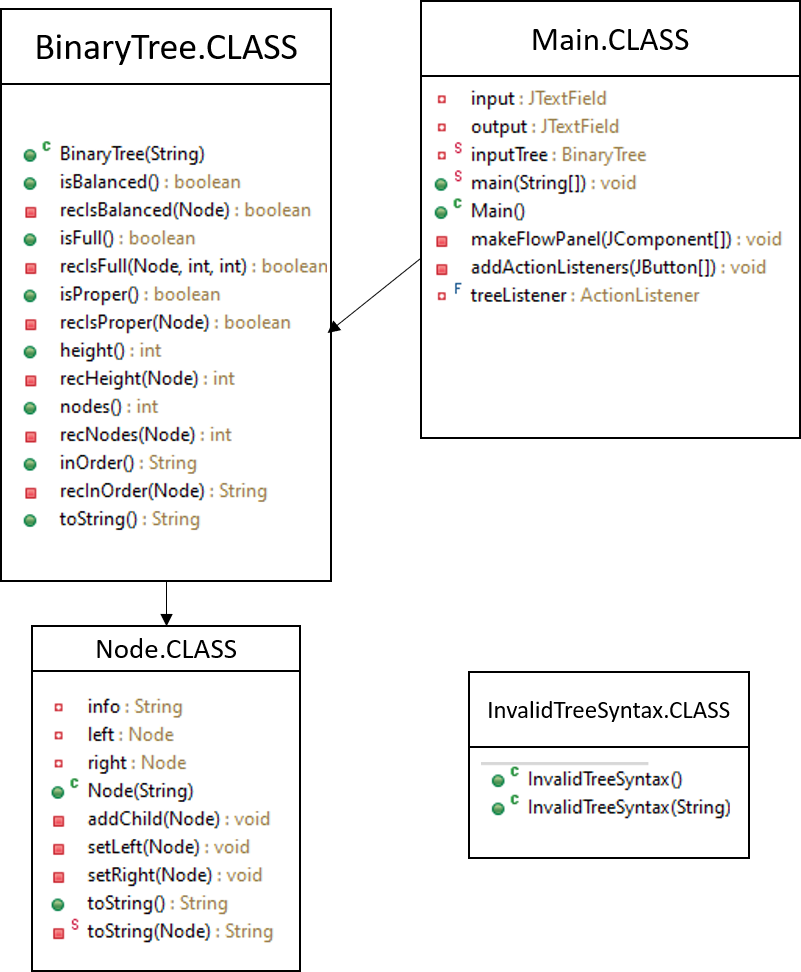 BinaryTree.CLASS
C BinaryTree(String)
isBalanced() : boolean
recIsBalanced(Node) : boolean
isFull() : boolean
recIsFull(Node, int, int) : boolean
isProper() : boolean
recIsProper(Node) : boolean
height() : int
recHeight(Node) : int
nodes() : int
recNodes(Node) : int
inOrder() : String
recInOrder(Node) : String
toString() : String
Main.CLASS
input : JTextField
output : JTextField
S inputTree : BinaryTree
S main(String[]) : void
C Main()
makeFlowPanel(JComponent[]) : void
addActionListeners(JButton[]) : void
F treeListener : ActionListener
Node.CLASS
info : String
left : Node
right : Node
C Node(String)
addChild(Node) : void
setLeft(Node) : void
setRight(Node) : void
toString() : String
S toString(Node) : String
InvalidTreeSyntax.CLASS
C InvalidTreeSyntax()
C InvalidTreeSyntax(String)